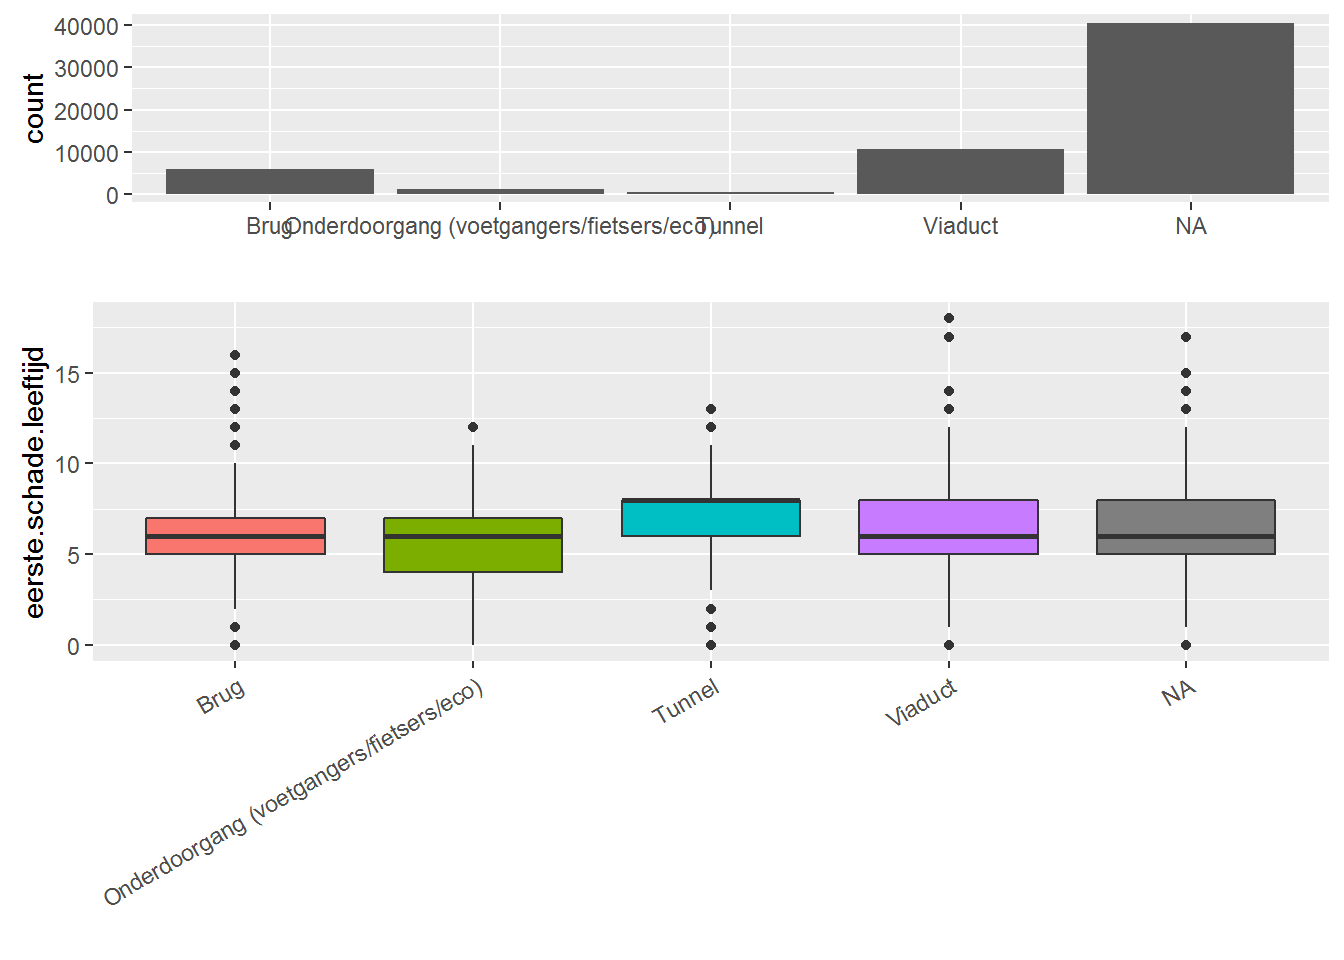 count
40000
30000
20000
10000
0
Brug
Onderdoorgang (voetgangers/fietsers/eco)
Tunnel
Viaduct
NA
eerste.schade.leeftijd
15
10
5
0
Brug
Onderdoorgang (voetgangers/fietsers/eco)
Tunnel
Viaduct
NA